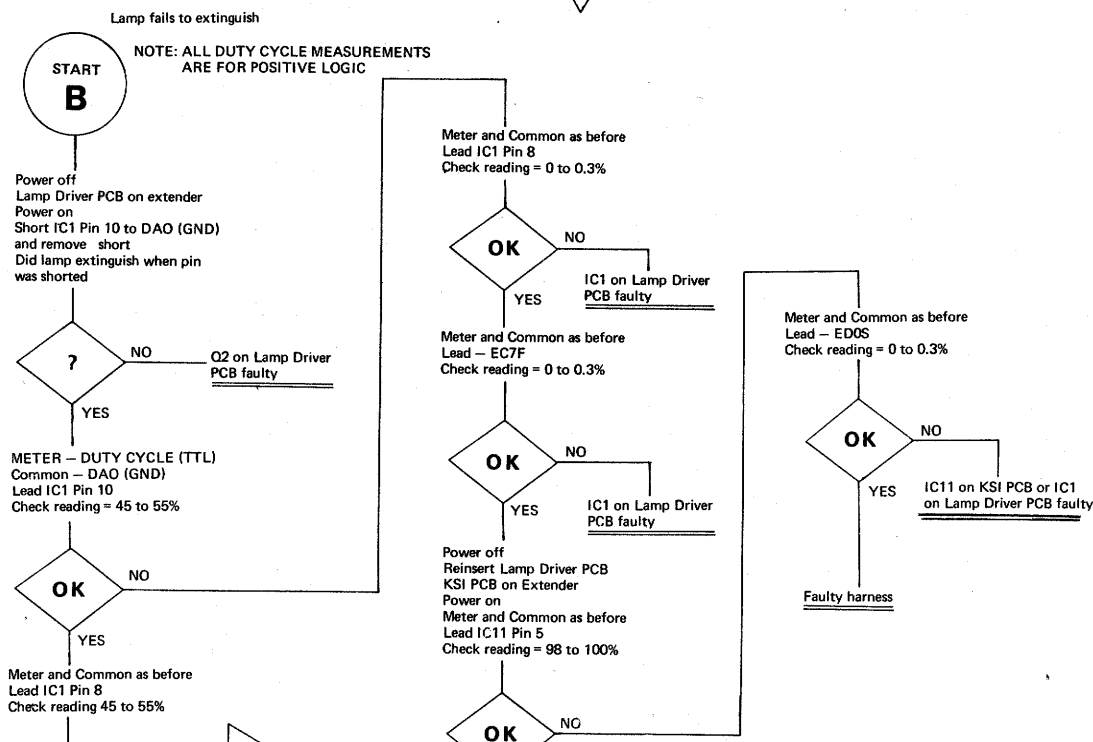 Lamp fails to extinguish
START
B
NOTE: ALL DUTY CYCLE MEASUREMENTS
ARE FOR POSITIVE LOGIC
Power off
Lamp Driver PCB on extender
Power on
Short IC1 Pin 10 to DAO (GND)
and remove short
Did lamp extinguish when pin
was shorted
?
NO
Q2 on Lamp Driver
PCB faulty
YES
METER – DUTY CYCLE (TTL)
Common – DAO (GND)
Lead IC1 Pin 10
Check reading = 45 to 55%
OK
NO
YES
Meter and Common as before
Lead IC1 Pin 8
Check reading 45 to 55%
Meter and Common as before
Lead IC1 Pin 8
Check reading = 0 to 0.3%
OK
NO
IC1 on Lamp Driver
PCB faulty
YES
Meter and Common as before
Lead – EC7F
Check reading = 0 to 0.3%
OK
NO
IC1 on Lamp Driver
PCB faulty
YES
Power off
Reinsert Lamp Driver PCB
KSI PCB on Extender
Power on
Meter and Common as before
Lead IC11 Pin 5
Check reading = 98 to 100%
OK
NO
Meter and Common as before
Lead – ED0S
Check reading = 0 to 0.3%
OK
NO
IC11 on KSI PCB or IC1
on Lamp Driver PCB faulty
YES
Faulty harness